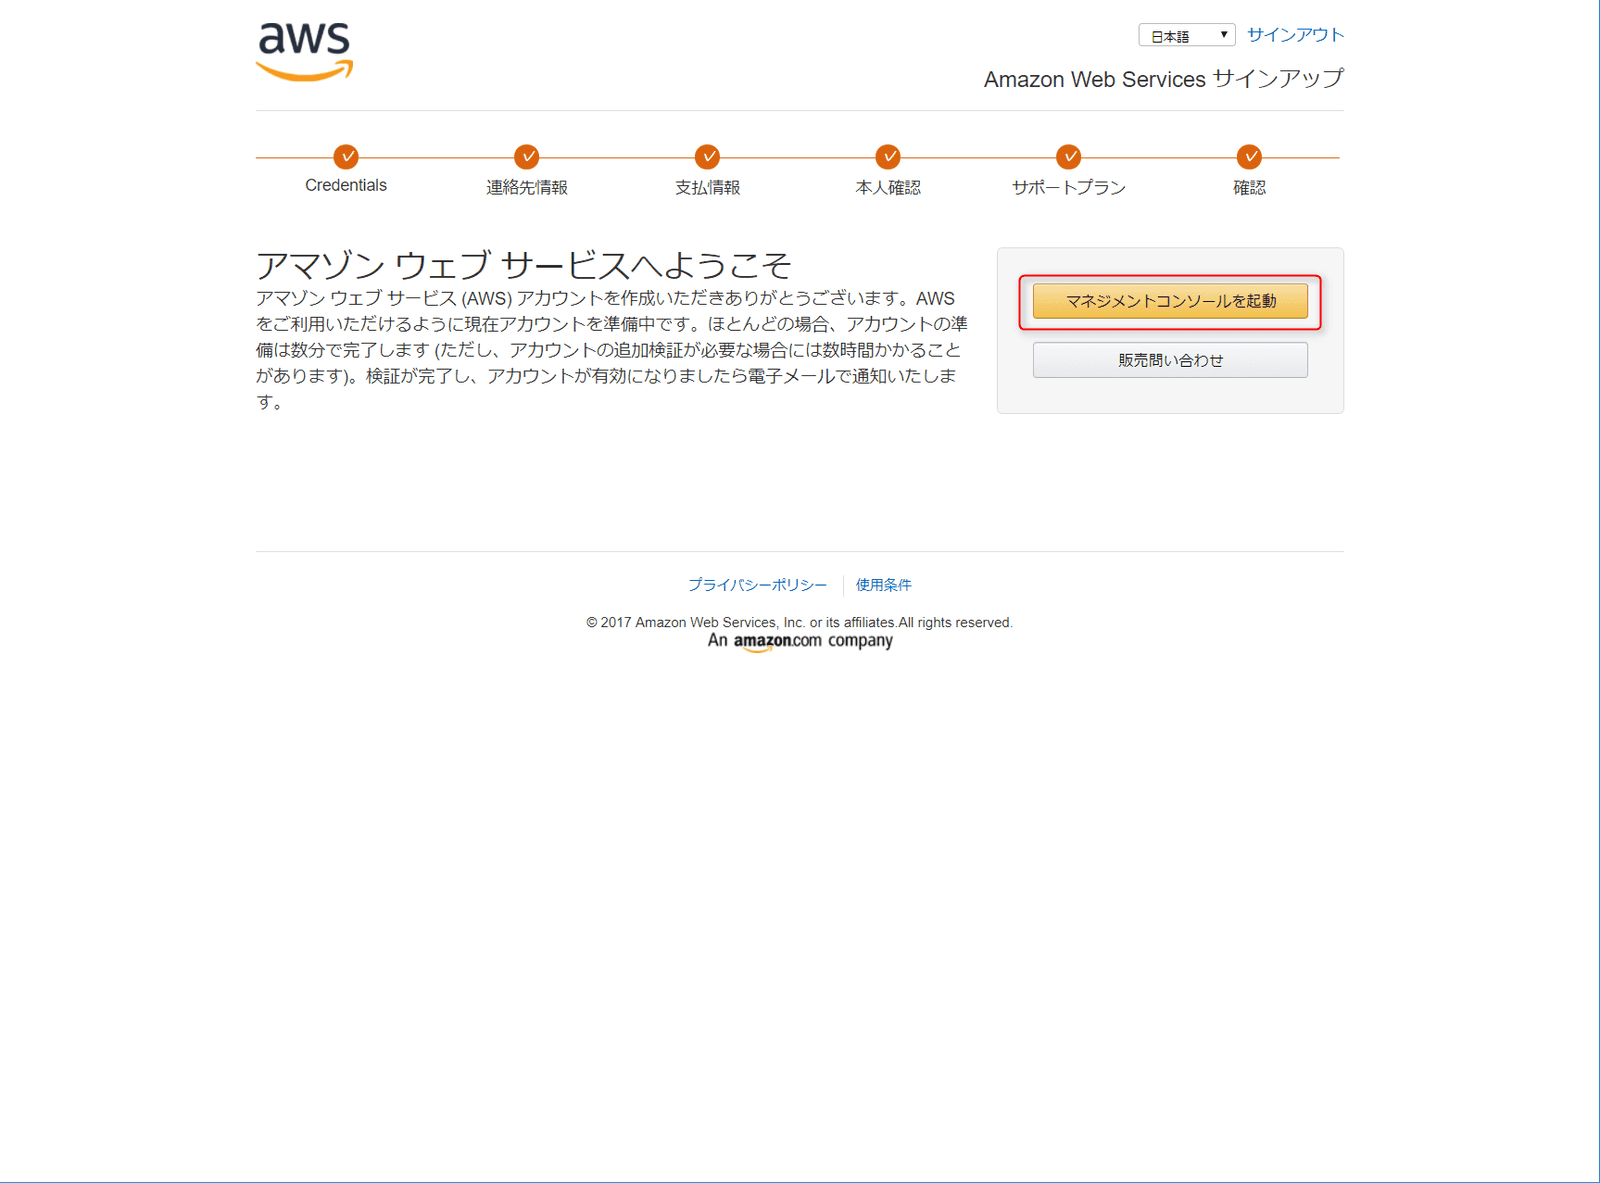 aws
日本語
サインアウト
Amazon Web Services サインアップ
Credentials
連絡先情報
支払情報
本人確認
サポートプラン
確認
アマゾン ウェブ サービスへようこそ
アマゾン ウェブ サービス (AWS) アカウントを作成いただきありがとうございます。AWS
をご利用いただけるように現在アカウントを準備中です。ほとんどの場合、アカウントの準
備は数分で完了します (ただし、アカウントの追加検証が必要な場合には数時間かかること
があります)。検証が完了し、アカウントが有効になりましたら電子メールで通知いたしま
す。
マネジメントコンソールを起動
販売問い合わせ
プライバシーポリシー
使用条件
© 2017 Amazon Web Services, Inc. or its affiliates.All rights reserved.
An amazon.com company